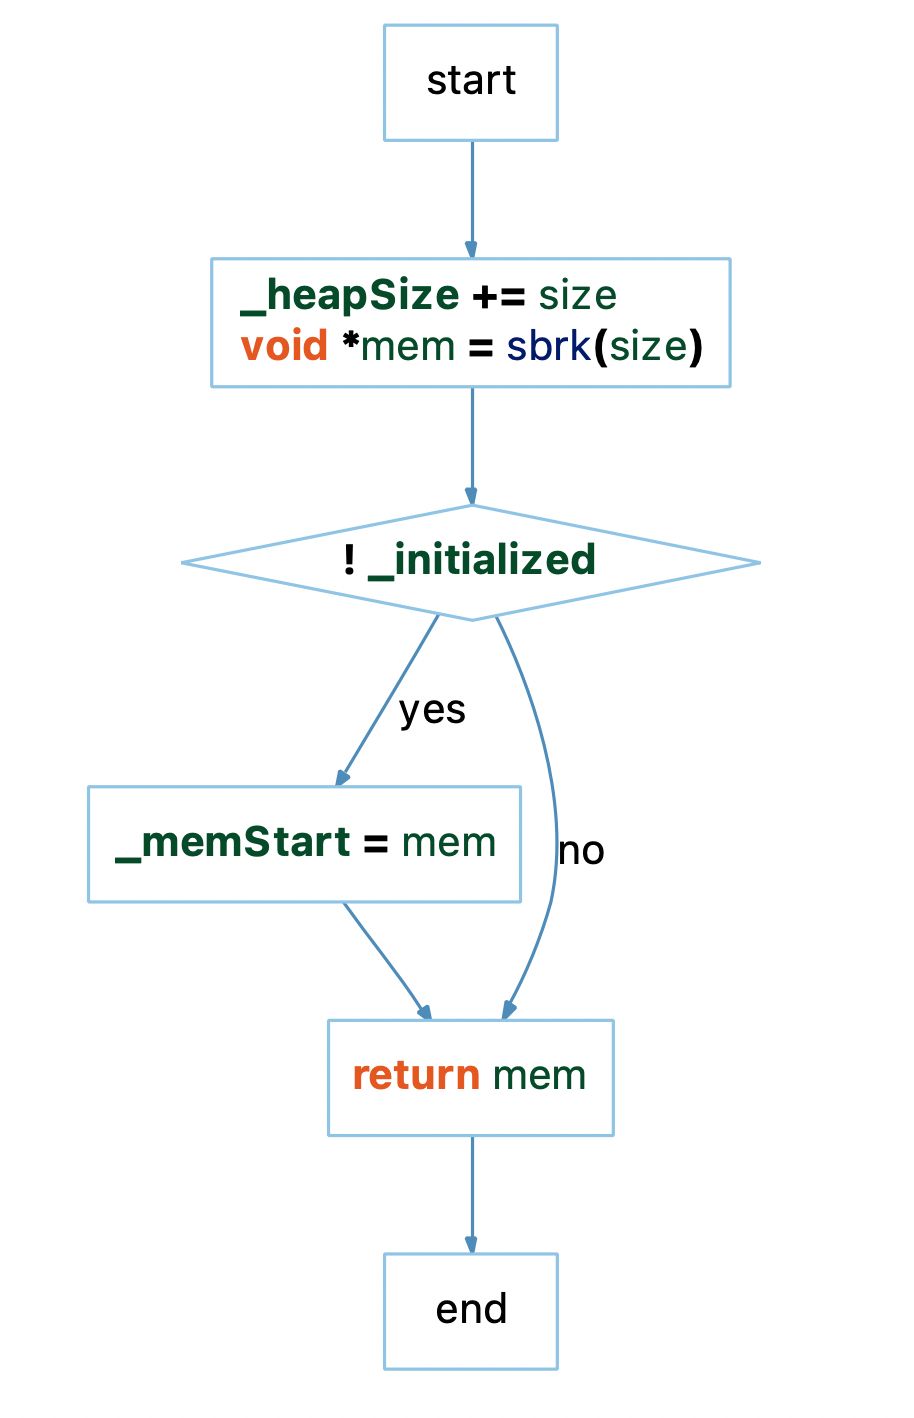 start
_heapSize += size
void *mem = sbrk(size)
! _initialized
yes
_memStart = mem
no
return mem
end